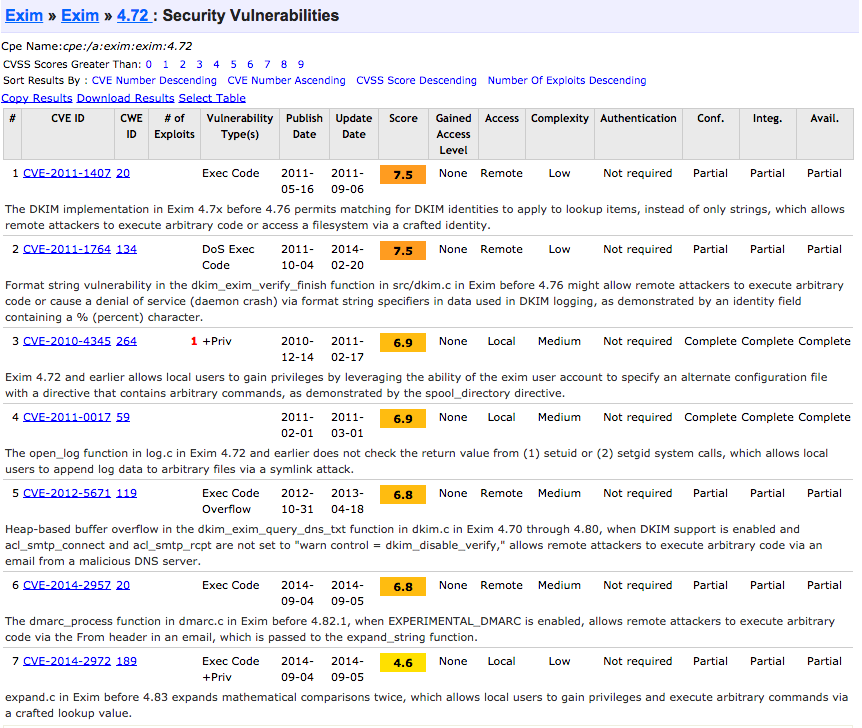 Exim » Exim » 4.72 : Security Vulnerabilities
Cpe Name:cpe:/a:exim:exim:4.72
CVSS Scores Greater Than: 0 1 2 3 4 5 6 7 8 9
Sort Results By : CVE Number Descending CVE Number Ascending CVSS Score Descending Number Of Exploits Descending
Copy Results Download Results Select Table
# CVE ID CWE ID # of Exploits Vulnerability Type(s) Publish Date Update Date Score Gained Access Level Access Complexity Authentication Conf. Integ. Avail.
1 CVE-2011-1407 20 Exec Code 2011-05-16 2011-09-06 7.5 None Remote Low Not required Partial Partial Partial
The DKIM implementation in Exim 4.7x before 4.76 permits matching for DKIM identities to apply to lookup items, instead of only strings, which allows
remote attackers to execute arbitrary code or access a filesystem via a crafted identity.
2 CVE-2011-1764 134 DoS Exec Code 2011-10-04 2014-02-20 7.5 None Remote Low Not required Partial Partial Partial
Format string vulnerability in the dkim_exim_verify_finish function in src/dkim.c in Exim before 4.76 might allow remote attackers to execute arbitrary
code or cause a denial of service (daemon crash) via format string specifiers in data used in DKIM logging, as demonstrated by an identity field
containing a % (percent) character.
3 CVE-2010-4345 264 1 +Priv 2010-12-14 2011-02-17 6.9 None Local Medium Not required Complete Complete Complete
Exim 4.72 and earlier allows local users to gain privileges by leveraging the ability of the exim user account to specify an alternate configuration file
with a directive that contains arbitrary commands, as demonstrated by the spool_directory directive.
4 CVE-2011-0017 59 2011-02-01 2011-03-01 6.9 None Local Medium Not required Complete Complete Complete
The open_log function in log.c in Exim 4.72 and earlier does not check the return value from (1) setuid or (2) setgid system calls, which allows local
users to append log data to arbitrary files via a symlink attack.
5 CVE-2012-5671 119 Exec Code Overflow 2012-10-31 2013-04-18 6.8 None Remote Medium Not required Partial Partial Partial
Heap-based buffer overflow in the dkim_exim_query_dns_txt function in dkim.c in Exim 4.70 through 4.80, when DKIM support is enabled and
acl_smtp_connect and acl_smtp_rcpt are not set to "warn control = dkim_disable_verify," allows remote attackers to execute arbitrary code via an
email from a malicious DNS server.
6 CVE-2014-2957 20 Exec Code 2014-09-04 2014-09-05 6.8 None Remote Medium Not required Partial Partial Partial
The dmarc_process function in dmarc.c in Exim before 4.82.1, when EXPERIMENTAL_DMARC is enabled, allows remote attackers to execute arbitrary
code via the From header in an email, which is passed to the expand_string function.
7 CVE-2014-2972 189 Exec Code +Priv 2014-09-04 2014-09-05 4.6 None Local Low Not required Partial Partial Partial
expand.c in Exim before 4.83 expands mathematical comparisons twice, which allows local users to gain privileges and execute arbitrary commands via
a crafted lookup value.